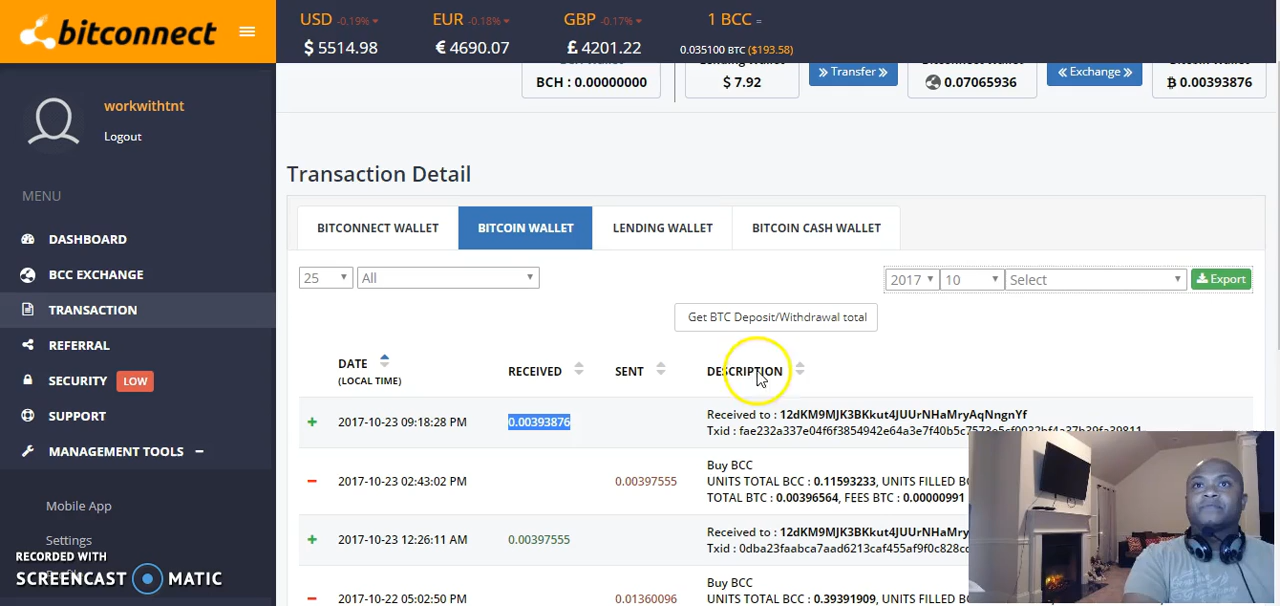 bitconnect
USD -0.19%
$ 5514.98
EUR -0.18%
€ 4690.07
GBP -0.17%
£ 4201.22
1 BCC =
0.035100 BTC ($193.58)
BCH : 0.00000000
$ 7.92
Transfer
0.07065936
Exchange
0.00393876
workwithtnt
Logout
MENU
DASHBOARD
BCC EXCHANGE
TRANSACTION
REFERRAL
SECURITY LOW
SUPPORT
MANAGEMENT TOOLS
Mobile App
Settings
RECORDED WITH
SCREENCAST MATIC
Transaction Detail
BITCONNECT WALLET
BITCOIN WALLET
LENDING WALLET
BITCOIN CASH WALLET
25 All
2017 10 Select Export
Get BTC Deposit/Withdrawal total
DATE
(LOCAL TIME)
RECEIVED
SENT
DESCRIPTION
2017-10-23 09:18:28 PM 0.00393876
Received to : 12dKM9MJK3BKkut4JUUrNHaMryAqNngnYf
Txid :
2017-10-23 02:43:02 PM 0.00397555
Buy BCC
UNITS TOTAL BCC : 0.11593233, UNITS FILLED
TOTAL BTC : 0.00396564, FEES BTC : 0.00000991
2017-10-23 12:26:11 AM 0.00397555
Received to : 12dKM9MJK3BKkut4JUUrNHaMry
Txid : 0dba23faabca7aad6213caf455af9f0c828c
2017-10-22 05:02:50 PM 0.01360096
Buy BCC
UNITS TOTAL BCC : 0.39391909, UNITS FILLED